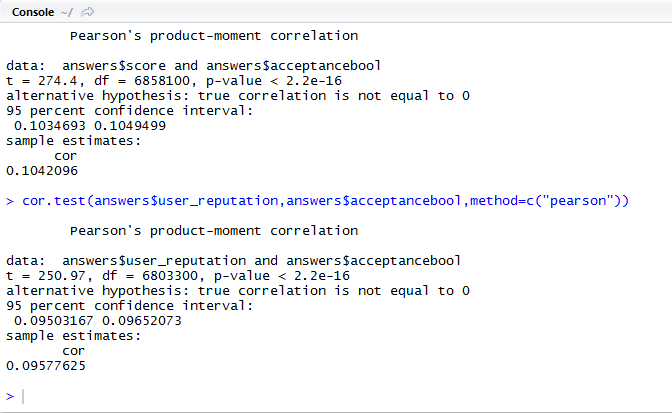 Console ~/
Pearson's product-moment correlation
data:  answers$score and answers$acceptancebool
t = 274.4, df = 6858100, p-value < 2.2e-16
alternative hypothesis: true correlation is not equal to 0
95 percent confidence interval:
 0.1034693 0.1049499
sample estimates:
cor
0.1042096
> cor.test(answers$user_reputation,answers$acceptancebool,method=c("pearson"))
Pearson's product-moment correlation
data:  answers$user_reputation and answers$acceptancebool
t = 250.97, df = 6803300, p-value < 2.2e-16
alternative hypothesis: true correlation is not equal to 0
95 percent confidence interval:
 0.09503167 0.09652073
sample estimates:
cor
0.09577625
>